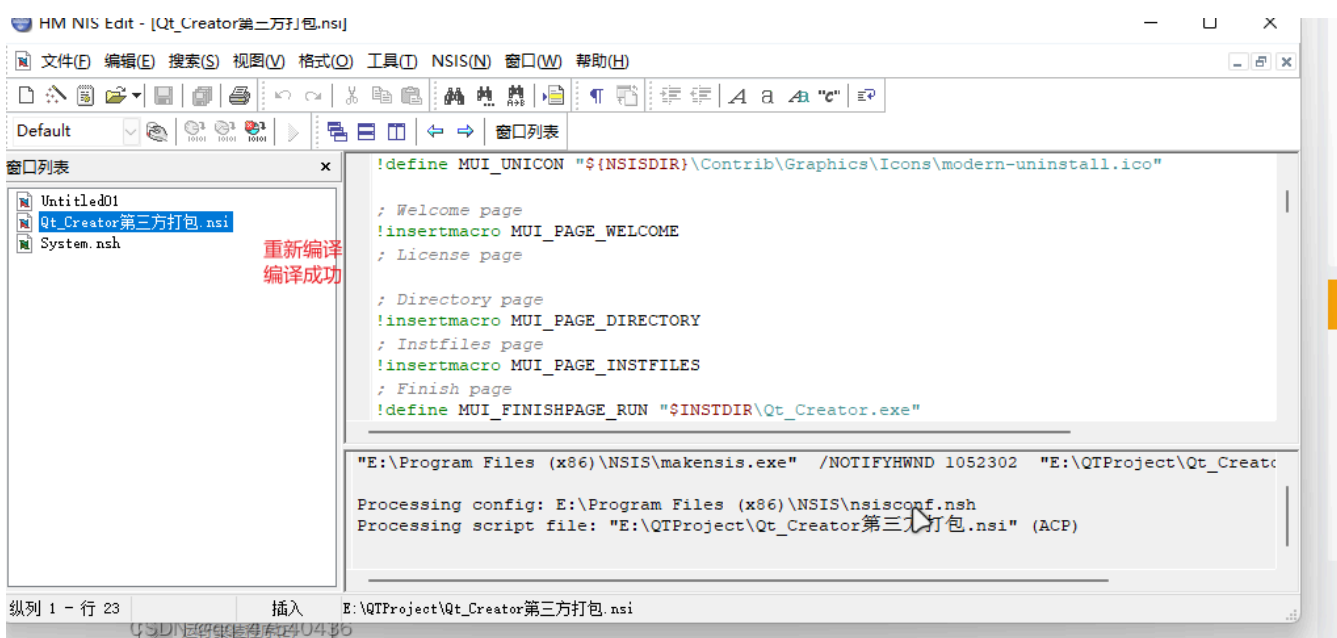 HM NIS Edit - [Qt_Creator第三方打包.nsi]
文件(F) 编辑(E) 搜索(S) 视图(V) 格式(O) 工具(T) NSIS(N) 窗口(W) 帮助(H)
Default 窗口列表
窗口列表
Untitled01
Qt_Creator第三方打包.nsi
System.nsh
重新编译
编译成功
!define MUI_UNICON "${NSISDIR}\Contrib\Graphics\Icons\modern-uninstall.ico"
; Welcome page
!insertmacro MUI_PAGE_WELCOME
; License page
; Directory page
!insertmacro MUI_PAGE_DIRECTORY
; Instfiles page
!insertmacro MUI_PAGE_INSTFILES
; Finish page
!define MUI_FINISHPAGE_RUN "$INSTDIR\Qt_Creator.exe"
"E:\Program Files (x86)\NSIS\makensis.exe" /NOTIFYHWND 1052302 "E:\QTProject\Qt_Creato
Processing config: E:\Program Files (x86)\NSIS\nsisconf.nsh
Processing script file: "E:\QTProject\Qt_Creator第三方打包.nsi" (ACP)
纵列 1 - 行 23 插入 E:\QTProject\Qt_Creator第三方打包.nsi